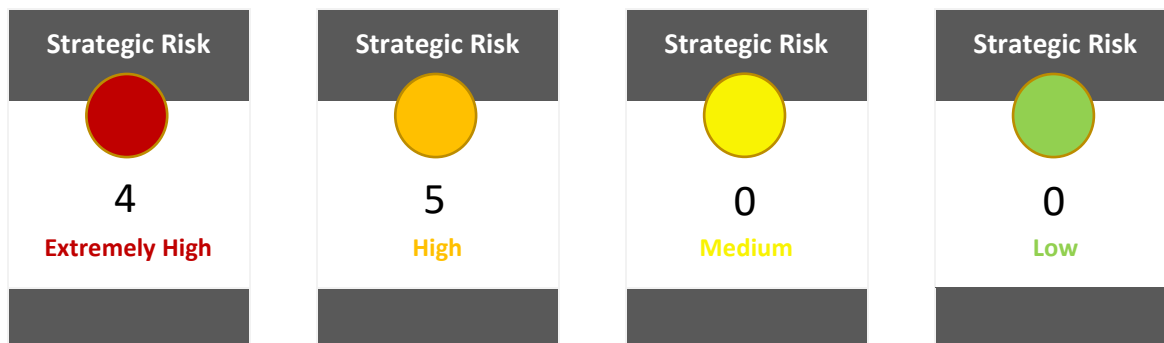 Strategic Risk
4
Extremely High
Strategic Risk
5
High
Strategic Risk
0
Medium
Strategic Risk
0
Low